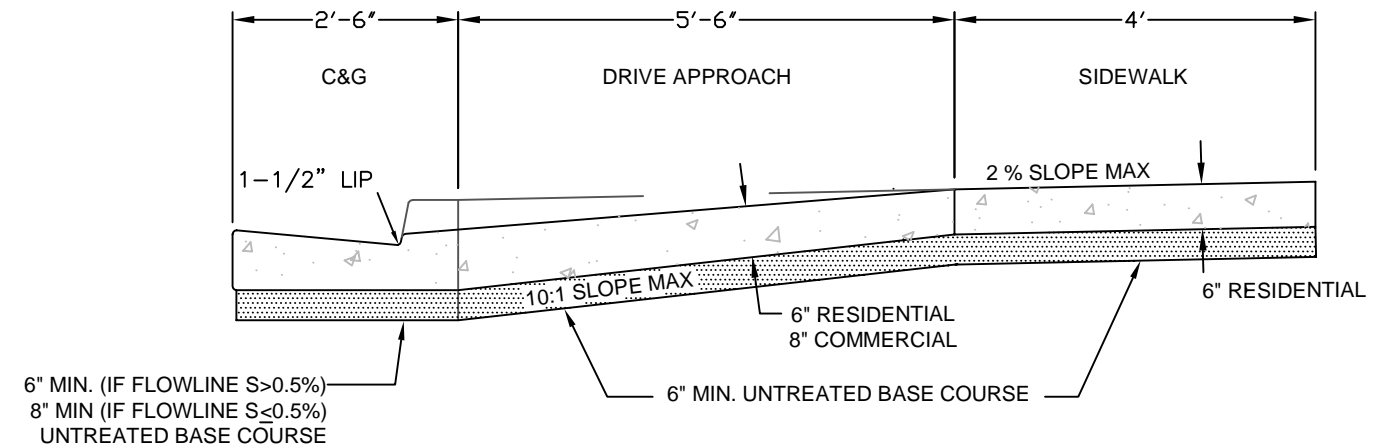 2'-6"
5'-6"
4'
C&G
DRIVE APPROACH
SIDEWALK
1-1/2" LIP
2 % SLOPE MAX
10:1 SLOPE MAX
6" RESIDENTIAL
8" COMMERCIAL
6" RESIDENTIAL
6" MIN. (IF FLOWLINE S>0.5%)
8" MIN (IF FLOWLINE S≤0.5%)
UNTREATED BASE COURSE
6" MIN. UNTREATED BASE COURSE